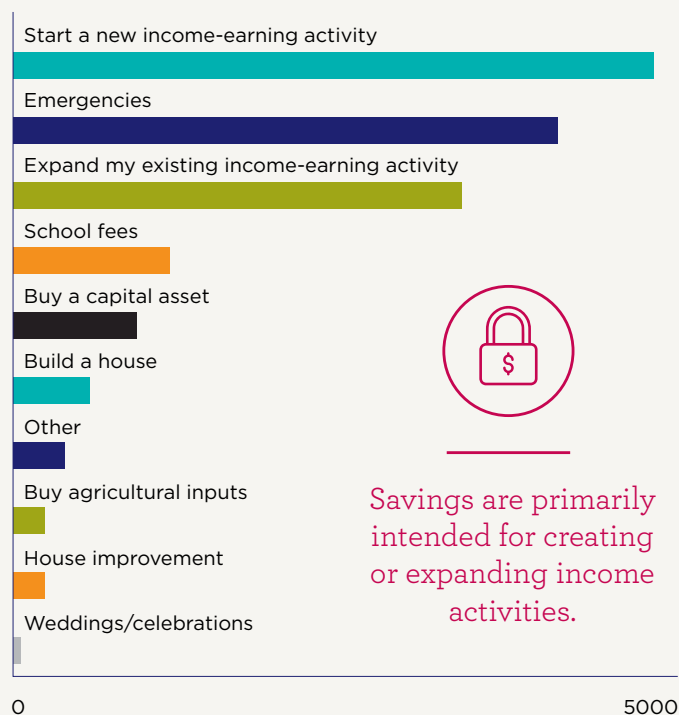 Start a new income-earning activity
Emergencies
Expand my existing income-earning activity
School fees
Buy a capital asset
Build a house
Other
Buy agricultural inputs
House improvement
Weddings/celebrations
$
Savings are primarily
intended for creating
or expanding income
activities.
0 5000